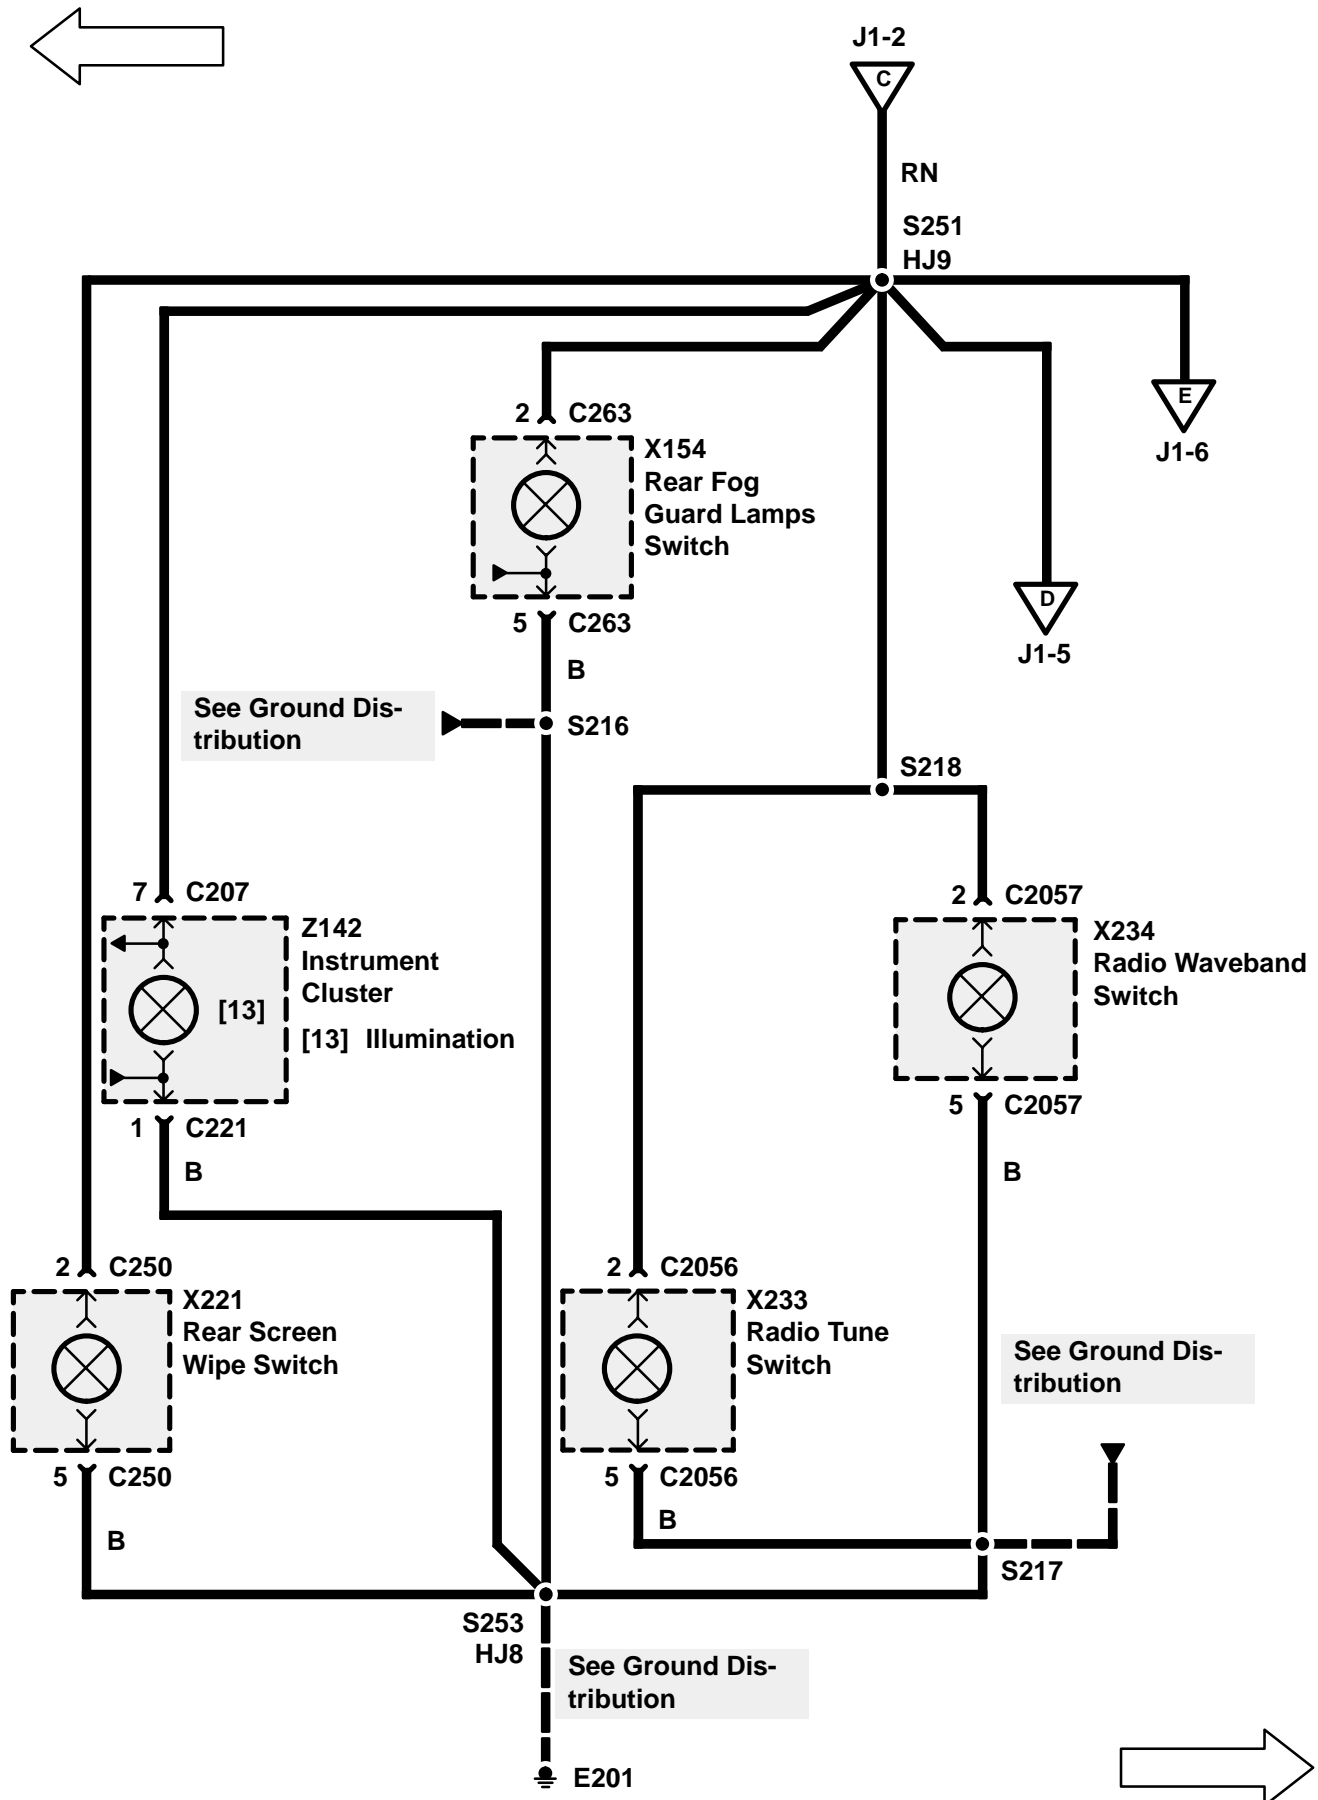 J1-2
C
RN
S251
HJ9
E
J1-6
2 C263
X154
Rear Fog
Guard Lamps
Switch
D
J1-5
5 C263
B
See Ground Dis-
tribution
S216
S218
7 C207
Z142
Instrument
Cluster
[13]
[13] Illumination
2 C2057
X234
Radio Waveband
Switch
1 C221
B
5 C2057
B
2 C250
X221
Rear Screen
Wipe Switch
2 C2056
X233
Radio Tune
Switch
See Ground Dis-
tribution
5 C250
B
5 C2056
B
S217
S253
HJ8
See Ground Dis-
tribution
E201